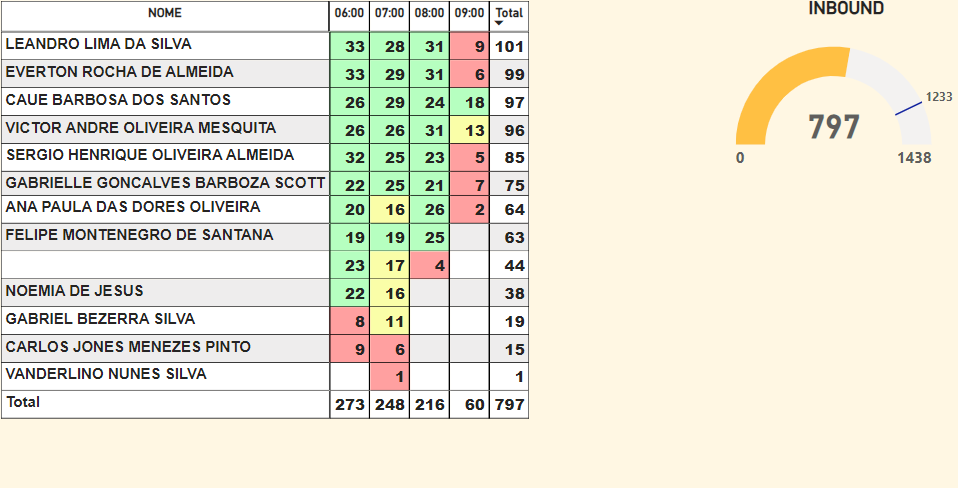 NOME 06:00 07:00 08:00 09:00 Total
LEANDRO LIMA DA SILVA 33 28 31 9 101
EVERTON ROCHA DE ALMEIDA 33 29 31 6 99
CAUE BARBOSA DOS SANTOS 26 29 24 18 97
VICTOR ANDRE OLIVEIRA MESQUITA 26 26 31 13 96
SERGIO HENRIQUE OLIVEIRA ALMEIDA 32 25 23 5 85
GABRIELLE GONCALVES BARBOZA SCOTT 22 25 21 7 75
ANA PAULA DAS DORES OLIVEIRA 20 16 26 2 64
FELIPE MONTENEGRO DE SANTANA 19 19 25 63
23 17 4 44
NOEMIA DE JESUS 22 16 38
GABRIEL BEZERRA SILVA 8 11 19
CARLOS JONES MENEZES PINTO 9 6 15
VANDERLINO NUNES SILVA 1 1
Total 273 248 216 60 797
INBOUND
1233
797
0 1438